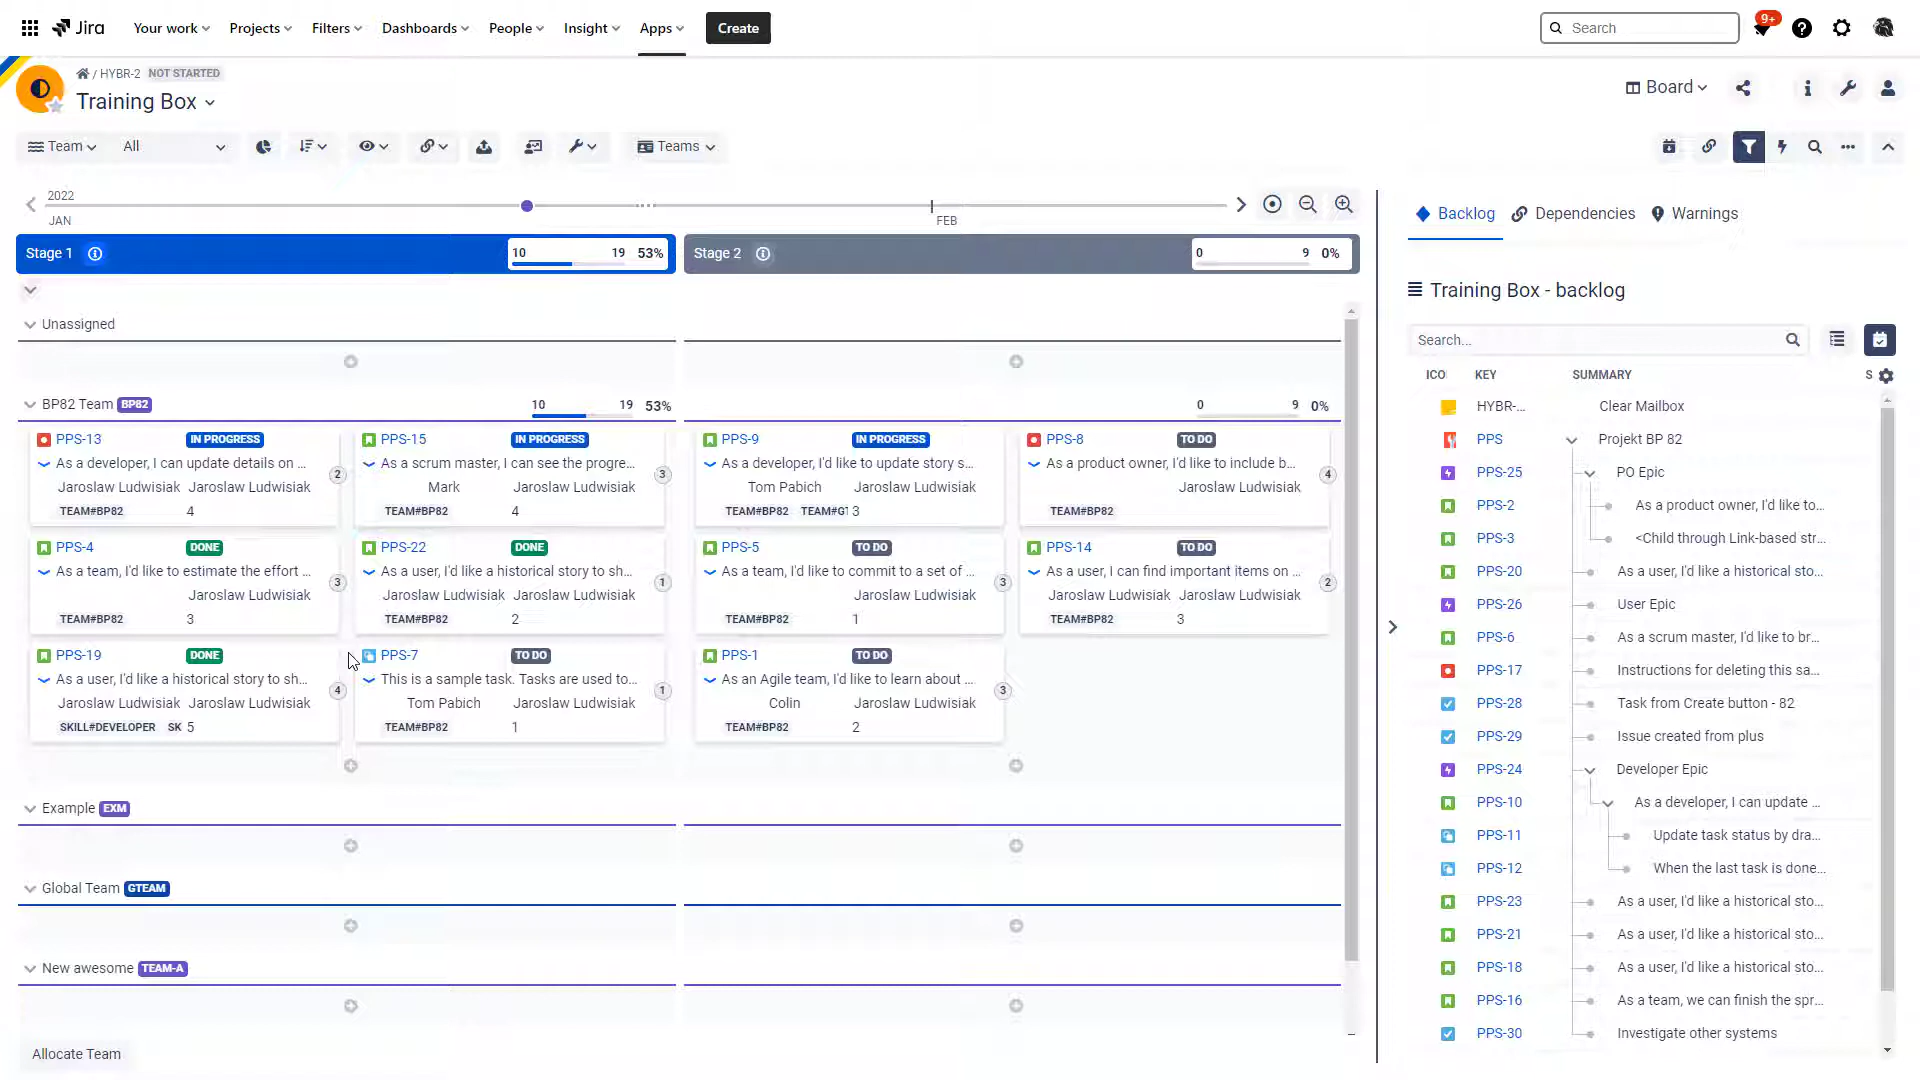 Jira
Your work
Projects
Filters
Dashboards
People
Insight
Apps
Create
Search
9+
/ HYBR-2 NOT STARTED
Training Box
Board
Team
All
Teams
2022
JAN
FEB
Stage 1
10 19 53%
Stage 2
0 9 0%
Unassigned
BP82 Team BP82
10 19 53%
0 9 0%
PPS-13 IN PROGRESS
As a developer, I can update details on ...
Jaroslaw Ludwisiak Jaroslaw Ludwisiak
TEAM#BP82 4
2
PPS-15 IN PROGRESS
As a scrum master, I can see the progre...
Mark Jaroslaw Ludwisiak
TEAM#BP82 4
3
PPS-9 IN PROGRESS
As a developer, I'd like to update story s...
Tom Pabich Jaroslaw Ludwisiak
TEAM#BP82 TEAM#G 3
PPS-8 TO DO
As a product owner, I'd like to include b...
Jaroslaw Ludwisiak
TEAM#BP82
4
PPS-4 DONE
As a team, I'd like to estimate the effort ...
Jaroslaw Ludwisiak
TEAM#BP82 3
3
PPS-22 DONE
As a user, I'd like a historical story to sh...
Jaroslaw Ludwisiak Jaroslaw Ludwisiak
TEAM#BP82 2
1
PPS-5 TO DO
As a team, I'd like to commit to a set of ...
Jaroslaw Ludwisiak
TEAM#BP82 1
3
PPS-14 TO DO
As a user, I can find important items on ...
Jaroslaw Ludwisiak Jaroslaw Ludwisiak
TEAM#BP82 3
2
PPS-19 DONE
As a user, I'd like a historical story to sh...
Jaroslaw Ludwisiak Jaroslaw Ludwisiak
SKILL#DEVELOPER SK 5
4
PPS-7 TO DO
This is a sample task. Tasks are used to...
Tom Pabich Jaroslaw Ludwisiak
TEAM#BP82 1
1
PPS-1 TO DO
As an Agile team, I'd like to learn about ...
Colin Jaroslaw Ludwisiak
TEAM#BP82 2
3
Example EXM
Global Team GTEAM
New awesome TEAM-A
Allocate Team
Backlog
Dependencies
Warnings
Training Box - backlog
Search...
ICO KEY SUMMARY S
HYBR-... Clear Mailbox
PPS Projekt BP 82
PPS-25 PO Epic
PPS-2 As a product owner, I'd like to...
PPS-3 <Child through Link-based str...
PPS-20 As a user, I'd like a historical sto...
PPS-26 User Epic
PPS-6 As a scrum master, I'd like to br...
PPS-17 Instructions for deleting this sa...
PPS-28 Task from Create button - 82
PPS-29 Issue created from plus
PPS-24 Developer Epic
PPS-10 As a developer, I can update ...
PPS-11 Update task status by dra...
PPS-12 When the last task is done...
PPS-23 As a user, I'd like a historical sto...
PPS-21 As a user, I'd like a historical sto...
PPS-18 As a user, I'd like a historical sto...
PPS-16 As a team, we can finish the spr...
PPS-30 Investigate other systems